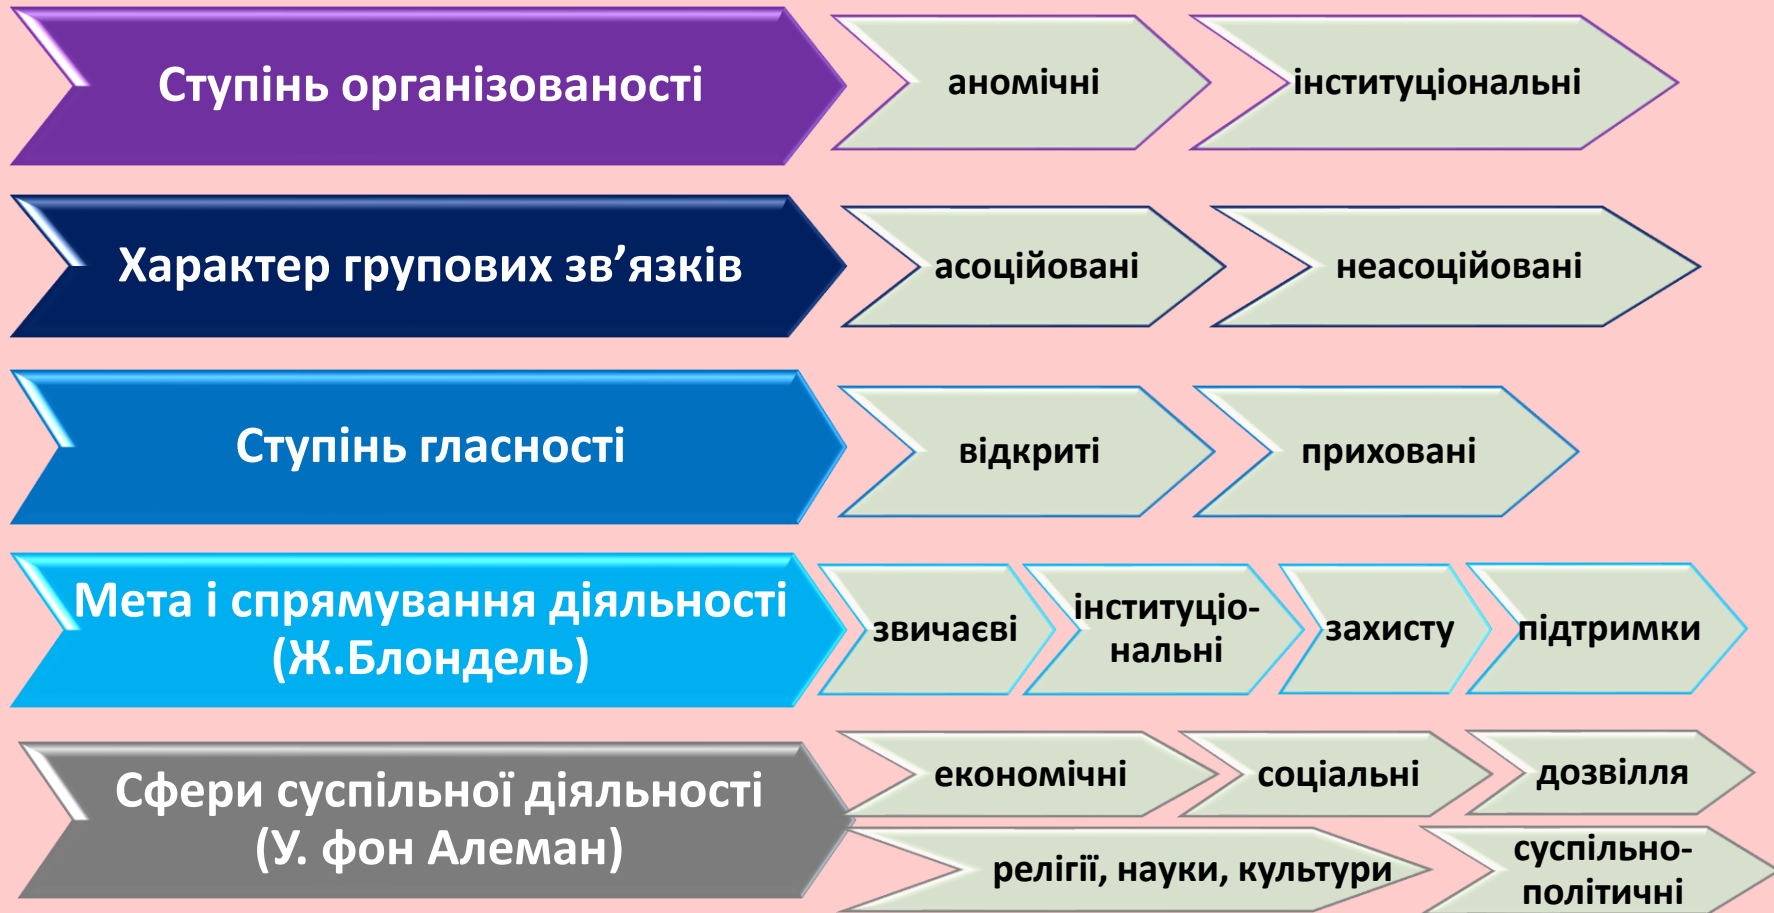 Ступінь організованості
аномічні
інституціональні
Характер групових зв’язків
асоційовані
неасоційовані
Ступінь гласності
відкриті
приховані
Мета і спрямування діяльності
(Ж.Блондель)
звичаєві
інституціо-
нальні
захисту
підтримки
Сфери суспільної діяльності
(У. фон Алеман)
економічні
соціальні
дозвілля
релігії, науки, культури
суспільно-
політичні